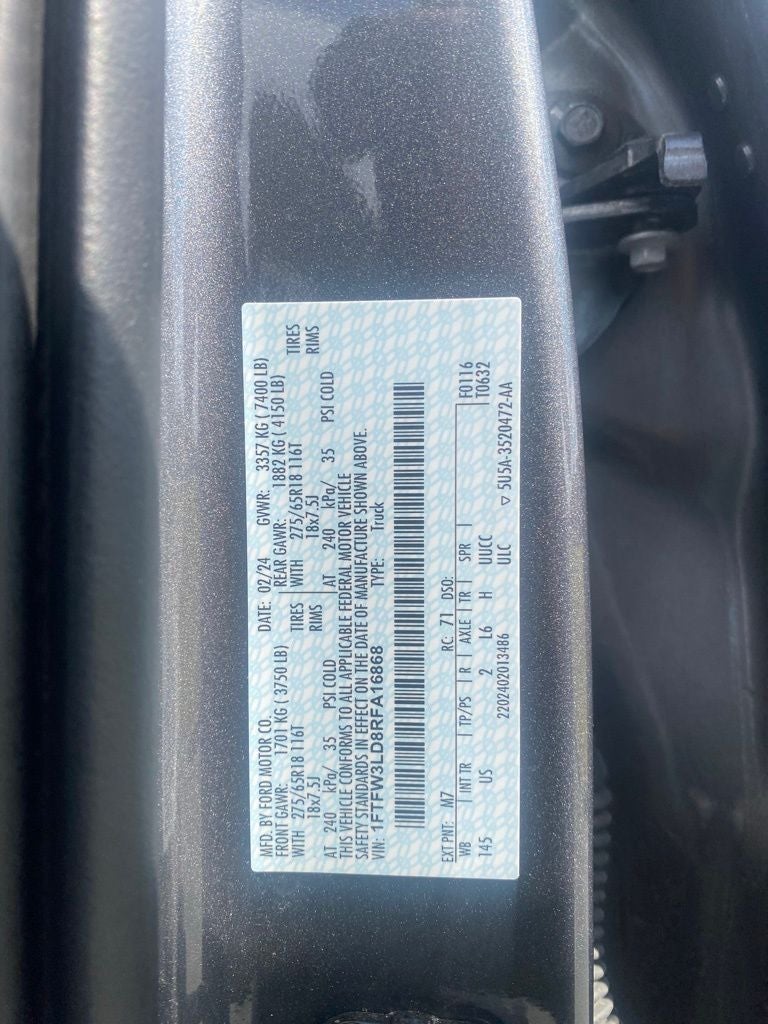 MFD. BY FORD MOTOR CO. DATE: 02/24 GVWR: 3357 KG ( 7400 LB)
FRONT GAWR: 1701 KG ( 3750 LB) REAR GAWR: 1882 KG ( 4150 LB)
WITH 275/65R18 116T TIRES WITH 275/65R18 116T TIRES
18x7.5J RIMS 18x7.5J RIMS
AT 240 kPa/ 35 PSI COLD AT 240 kPa/ 35 PSI COLD
THIS VEHICLE CONFORMS TO ALL APPLICABLE FEDERAL MOTOR VEHICLE
SAFETY STANDARDS IN EFFECT ON THE DATE OF MANUFACTURE SHOWN ABOVE.
VIN: 1FTFW3LD8RFA16868 TYPE: Truck
EXT PNT: M7 RC: 71 DSO: F0116
WB | INT TR | TP/PS | R | AXLE | TR | SPR | T0632
145 US 2 L6 H UUCC
2202402013486 ULC ▽ 5U5A-3520472-AA